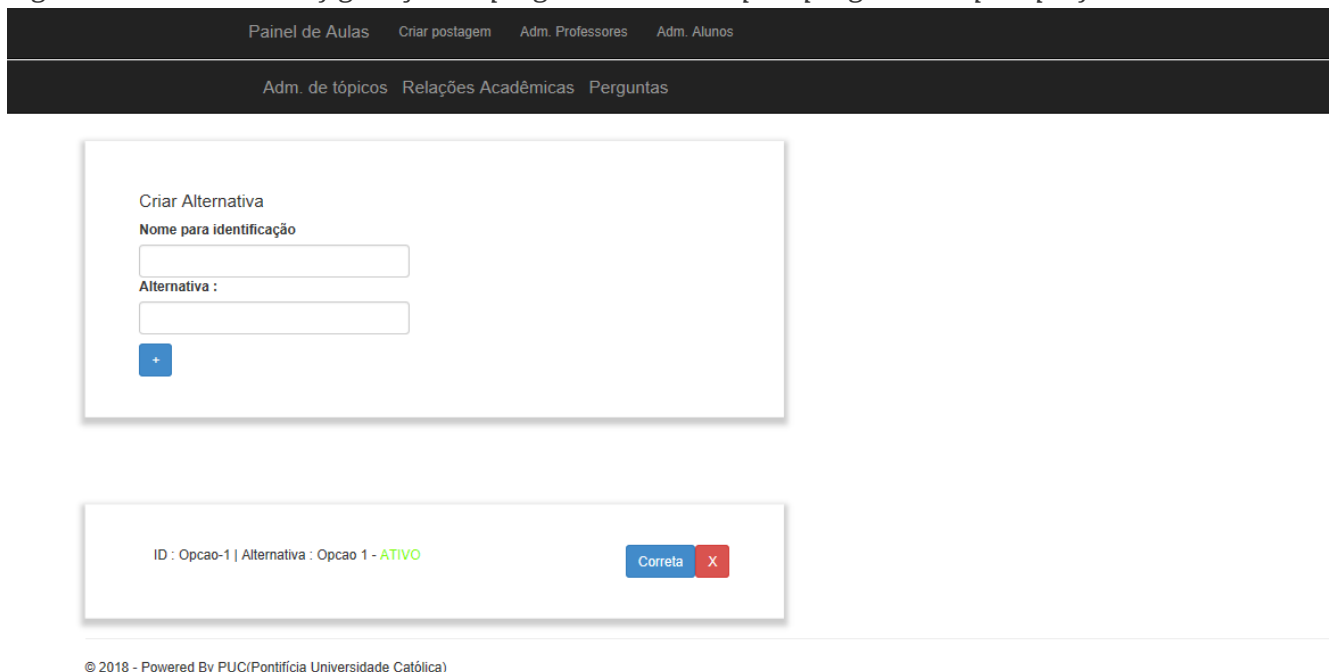 Painel de Aulas Criar postagem Adm. Professores Adm. Alunos
Adm. de tópicos Relações Acadêmicas Perguntas
Criar Alternativa
Nome para identificação
Alternativa :
+
ID : Opcao-1 | Alternativa : Opcao 1 - ATIVO Correta X
© 2018 - Powered By PUC(Pontifícia Universidade Católica)